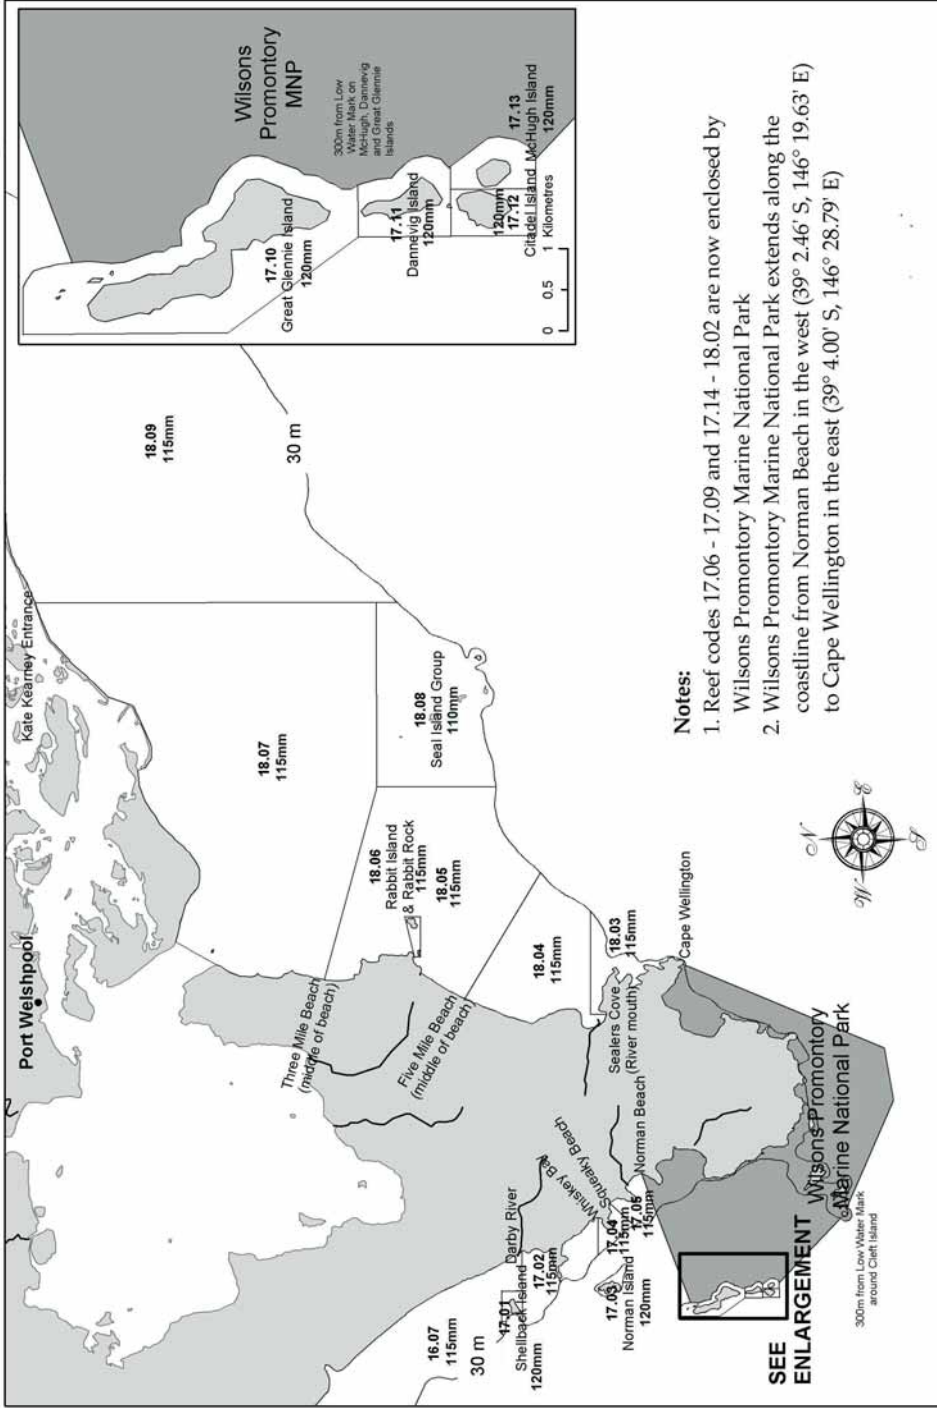 Wilsons
Promontory
MNP
300m from Low
Water Mark on
McHugh, Dannevig
and Great Glennie
Islands
17.10
Great Glennie Island
120mm
17.11
Dannevig Island
120mm
120mm
17.12
Citadel Island
17.13
McHugh Island
120mm
0 0.5 1
Kilometres
Port Welshpool
Kate Kearney Entrance
18.09
115mm
30 m
18.07
115mm
18.08
Seal Island Group
110mm
18.06
Rabbit Island
& Rabbit Rock
115mm
18.05
115mm
Three Mile Beach
(middle of beach)
Five Mile Beach
(middle of beach)
18.04
115mm
18.03
115mm
Sealers Cove
(River mouth)
Cape Wellington
16.07
115mm
30 m
17.01
Shellback Island
120mm
Darby River
17.02
115mm
Whiskey Bay
Squeaky Beach
17.03
Norman Island
120mm
17.04
115mm
17.05
115mm
Norman Beach
Wilsons Promontory
Marine National Park
SEE
ENLARGEMENT
300m from Low Water Mark
around Cleft Island
N
W
E
S
Notes:
1. Reef codes 17.06 - 17.09 and 17.14 - 18.02 are now enclosed by
Wilsons Promontory Marine National Park
2. Wilsons Promontory Marine National Park extends along the
coastline from Norman Beach in the west (39° 2.46' S, 146° 19.63' E)
to Cape Wellington in the east (39° 4.00' S, 146° 28.79' E)